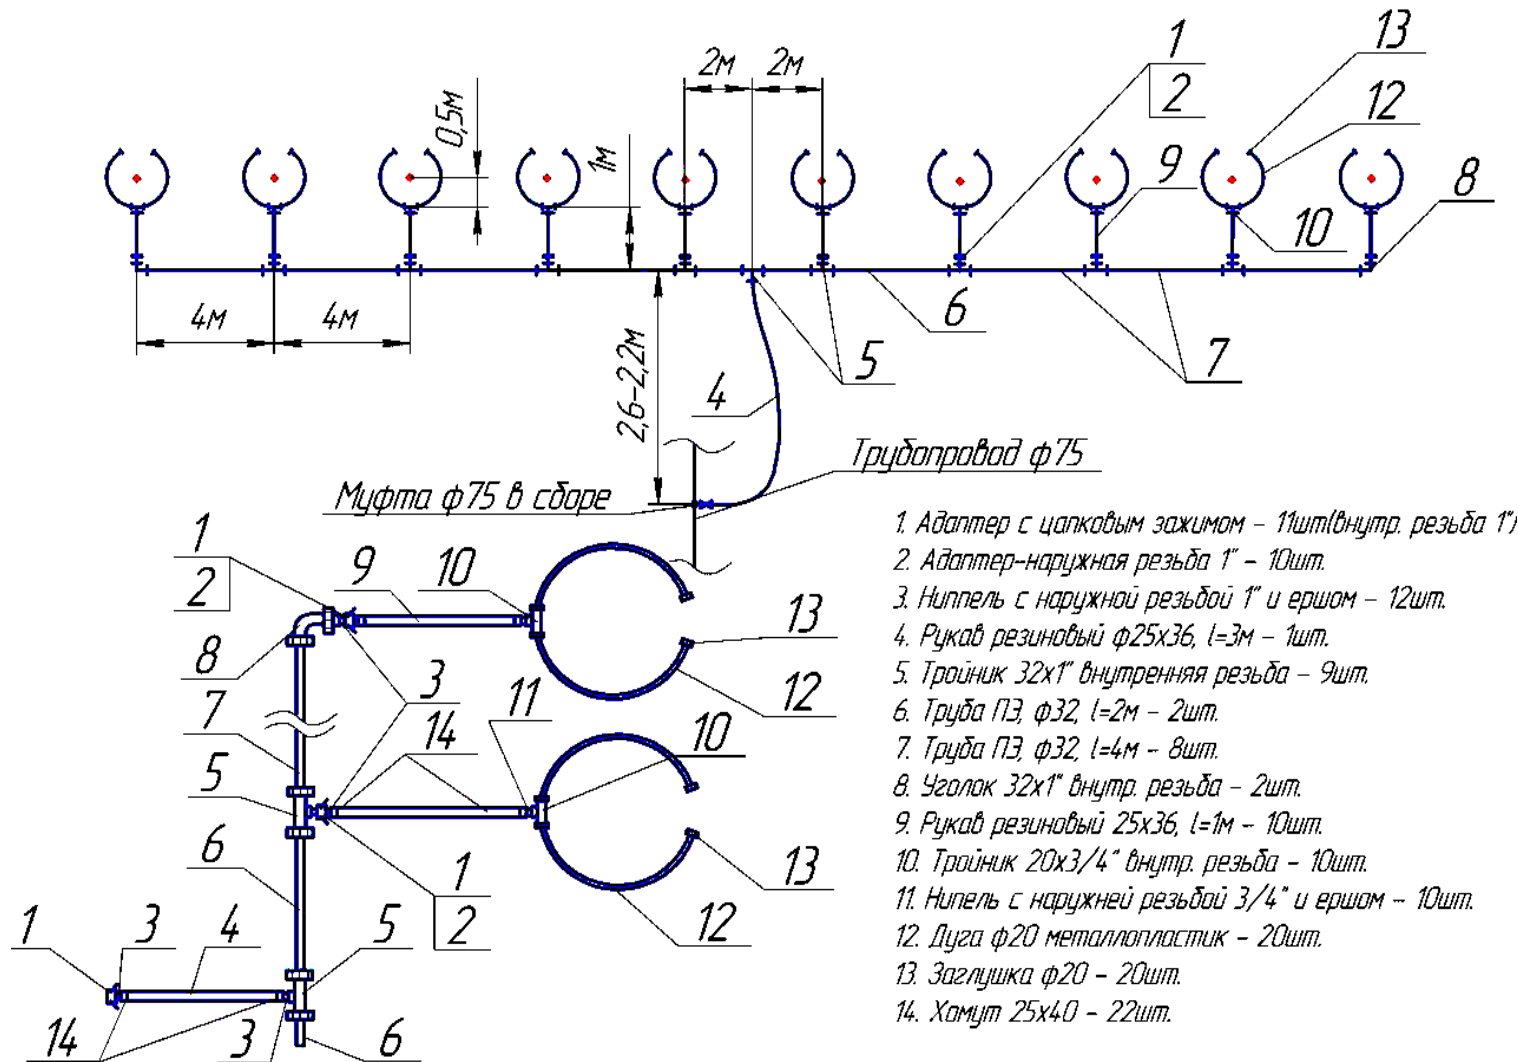 2м
2м
1
2
13
12
0,5м
1м
9
8
10
4м
4м
6
5
7
2,6-2,2м
4
Трубопровод ф75
Муфта ф75 в сборе
1
2
9
10
13
8
3
12
7
11
14
10
5
6
1
2
13
12
1
3
4
5
14
3
6
1. Адаптер с цапковым зажимом - 11шт(внутр. резьба 1")
2. Адаптер-наружная резьба 1" - 10шт.
3. Ниппель с наружной резьбой 1" и ершом - 12шт.
4. Рукав резиновый ф25х36, l=3м - 1шт.
5. Тройник 32х1" внутренняя резьба - 9шт.
6. Труба ПЭ, ф32, l=2м - 2шт.
7. Труба ПЭ, ф32, l=4м - 8шт.
8. Уголок 32х1" внутр. резьба - 2шт.
9. Рукав резиновый 25х36, l=1м - 10шт.
10. Тройник 20х3/4" внутр. резьба - 10шт.
11. Нипель с наружней резьбой 3/4" и ершом - 10шт.
12. Дуга ф20 металлопластик - 20шт.
13. Заглушка ф20 - 20шт.
14. Хомут 25х40 - 22шт.